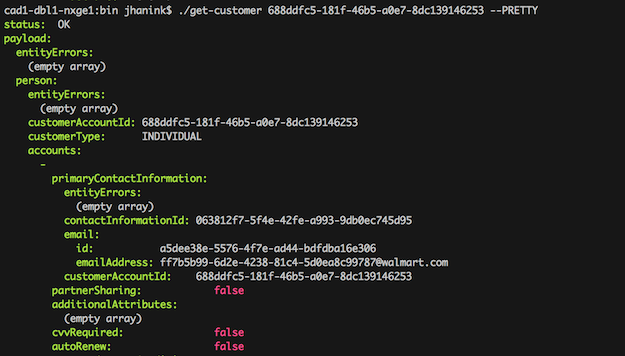 cad1-dbl1-nxge1:bin jhanink$ ./get-customer 688ddfc5-181f-46b5-a0e7-8dc139146253 --PRETTY
status: OK
payload:
entityErrors:
(empty array)
person:
entityErrors:
(empty array)
customerAccountId: 688ddfc5-181f-46b5-a0e7-8dc139146253
customerType: INDIVIDUAL
accounts:
-
primaryContactInformation:
entityErrors:
(empty array)
contactInformationId: 063812f7-5f4e-42fe-a993-9db0ec745d95
email:
id: a5dee38e-5576-4f7e-ad44-bdfdba16e306
emailAddress: ff7b5b99-6d2e-4238-81c4-5d0ea8c99787@walmart.com
customerAccountId: 688ddfc5-181f-46b5-a0e7-8dc139146253
partnerSharing: false
additionalAttributes:
(empty array)
cvvRequired: false
autoRenew: false